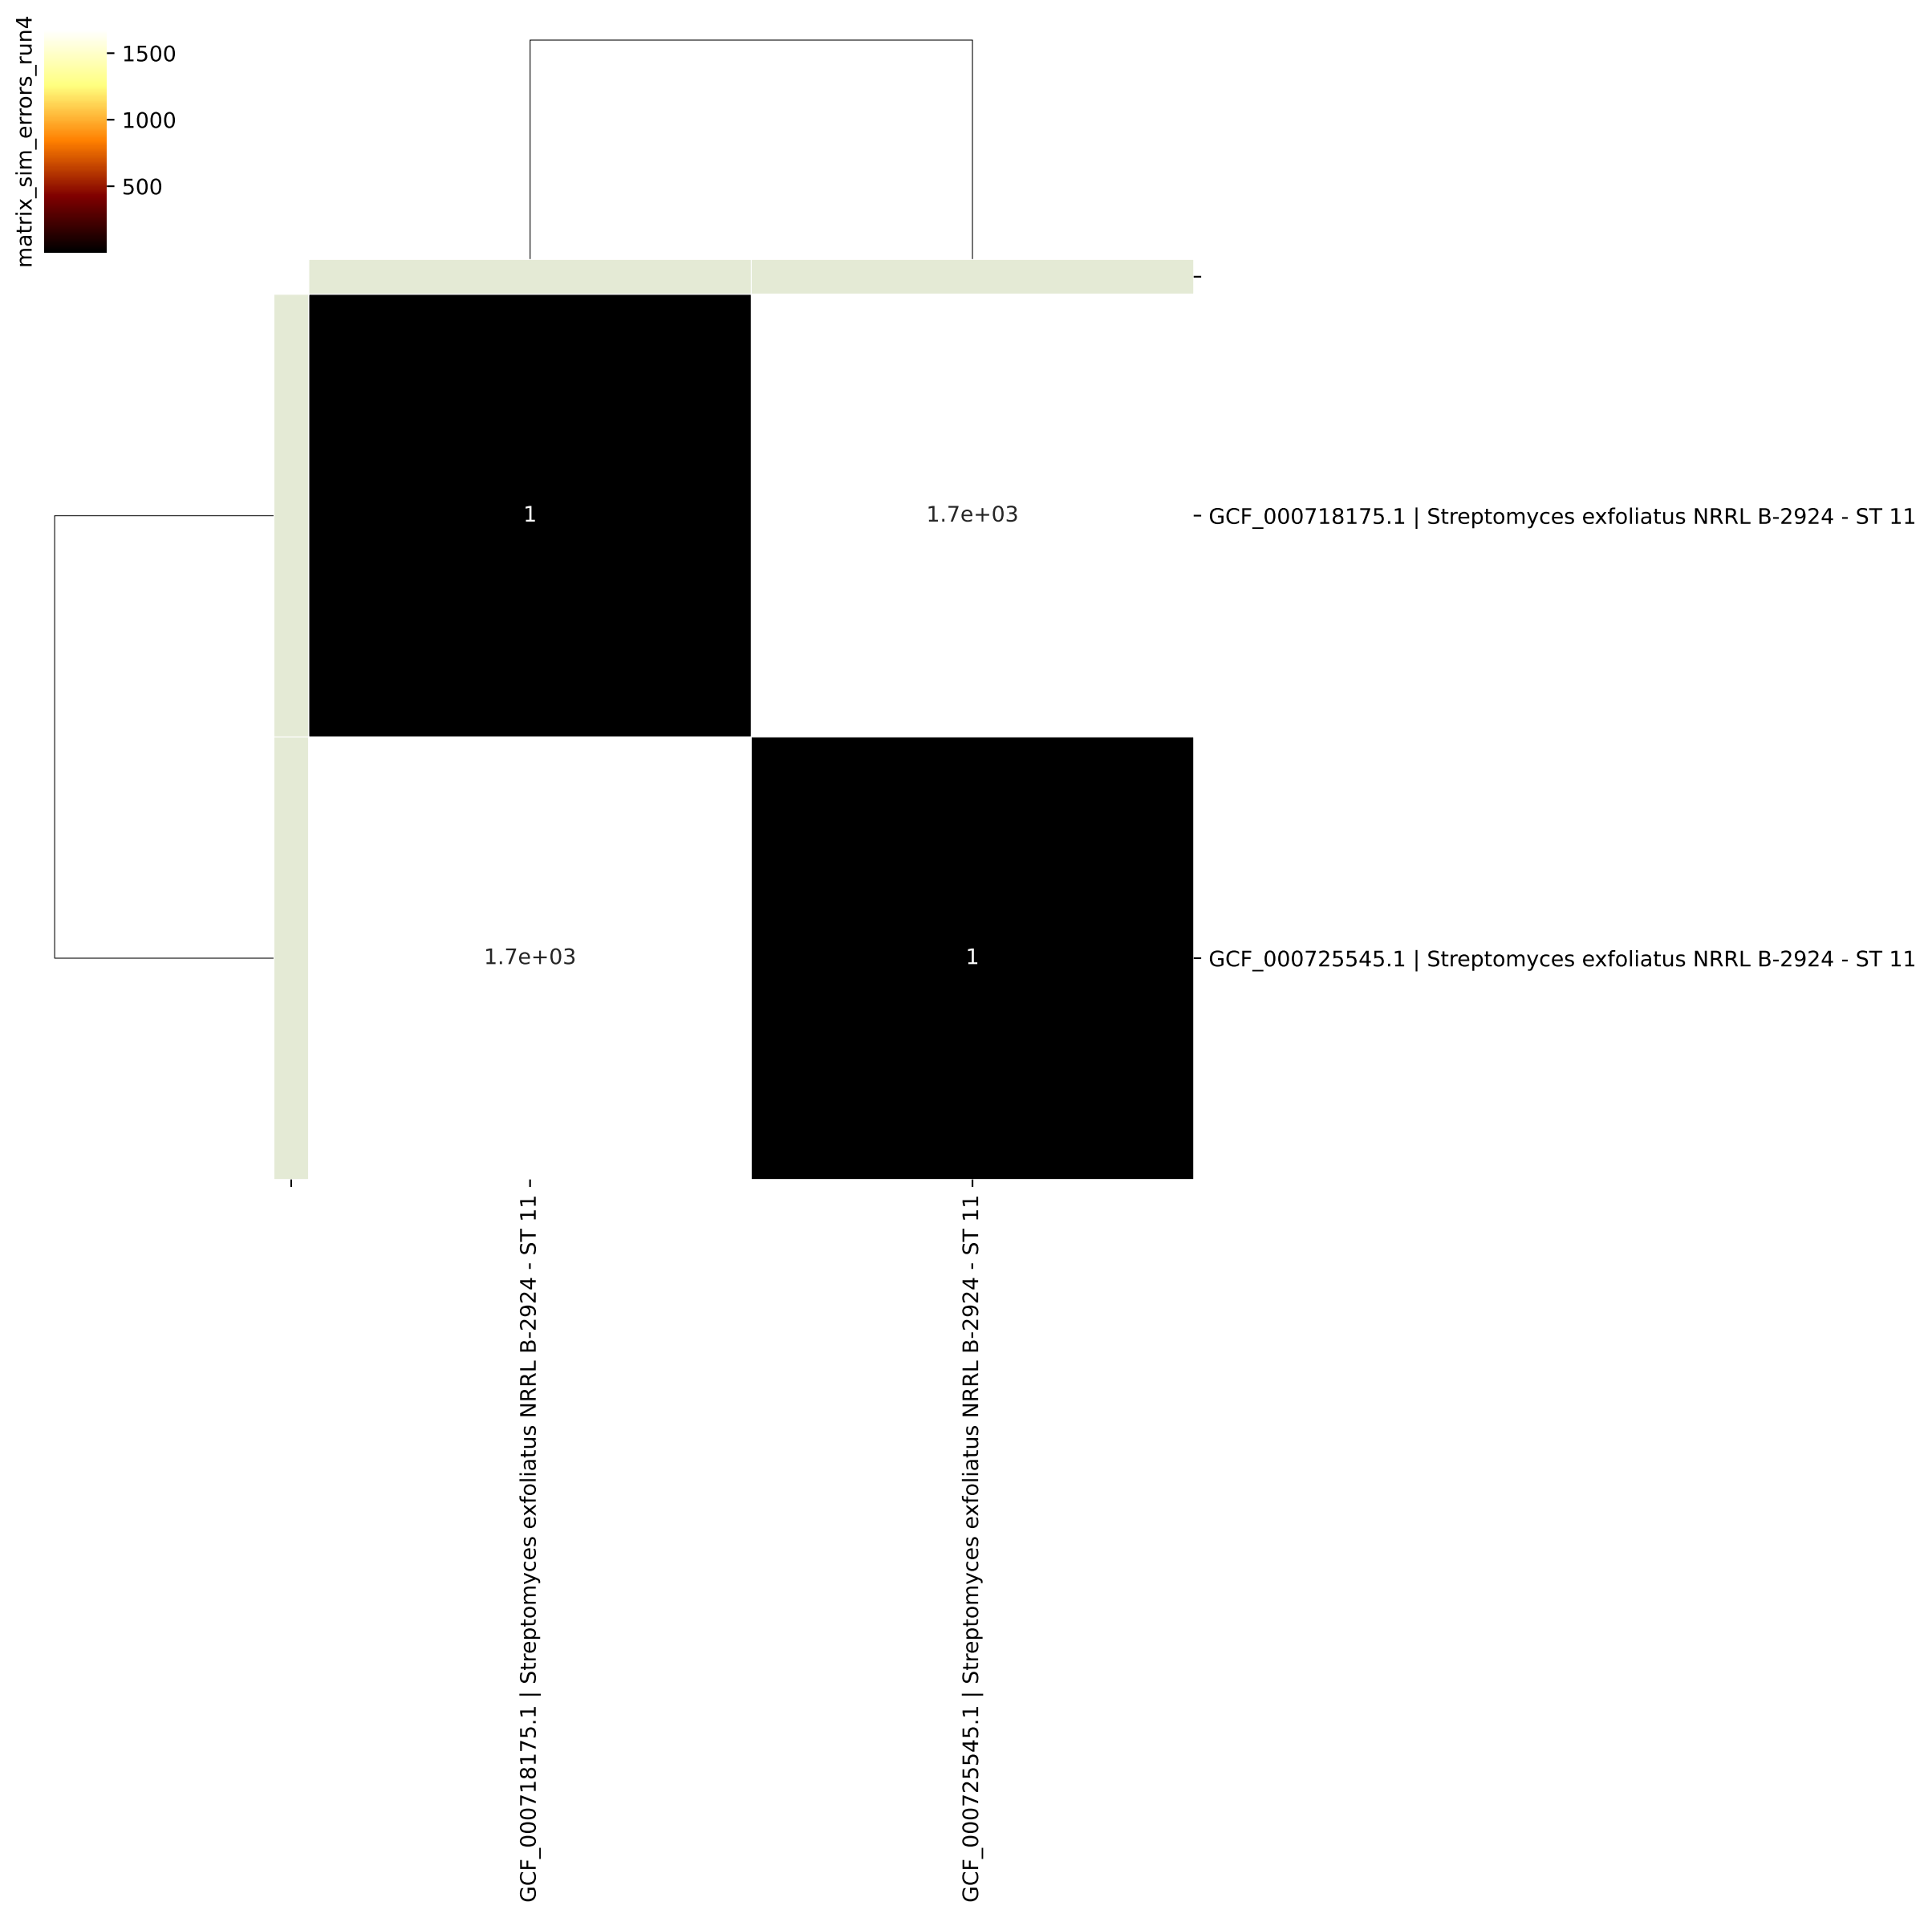 matrix_sim_errors_run4
1500
1000
500
1
1.7e+03
GCF_000718175.1 | Streptomyces exfoliatus NRRL B-2924 - ST 11
1.7e+03
1
GCF_000725545.1 | Streptomyces exfoliatus NRRL B-2924 - ST 11
GCF_000718175.1 | Streptomyces exfoliatus NRRL B-2924 - ST 11
GCF_000725545.1 | Streptomyces exfoliatus NRRL B-2924 - ST 11